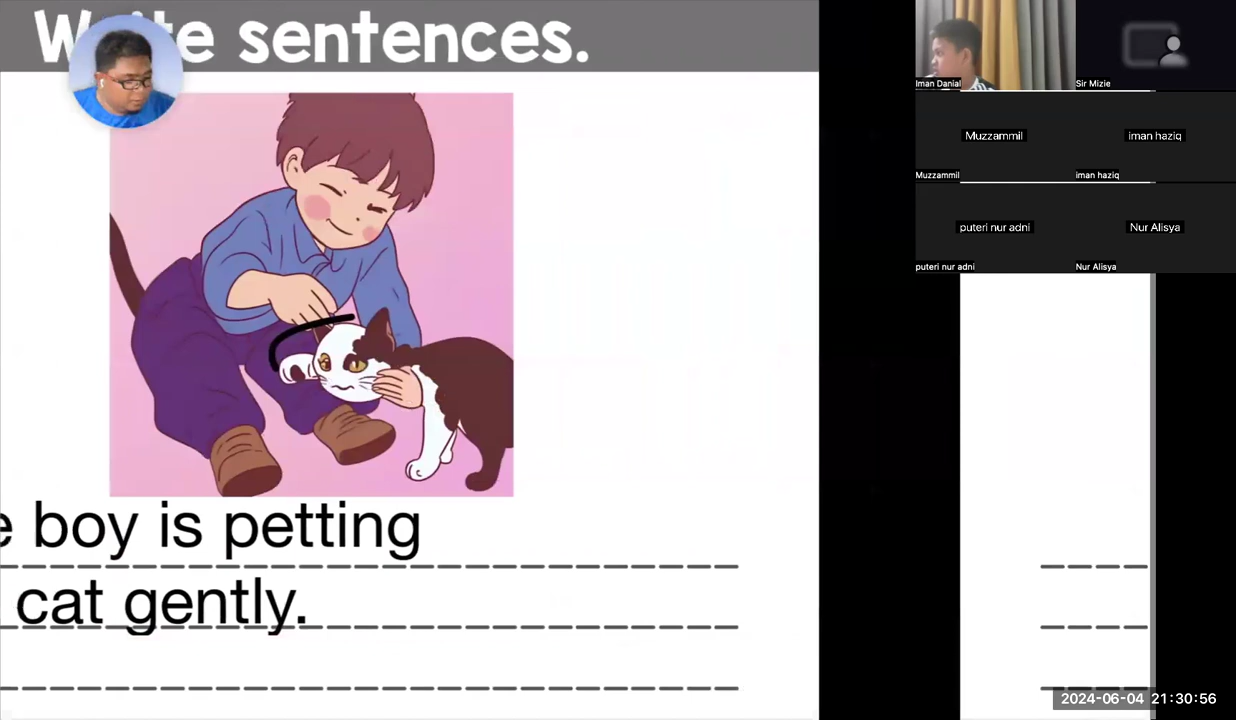 sentences.
boy is petting
cat gently.
Iman Danial
Sir Mizie
Muzzammil
iman haziq
Muzzammil
iman haziq
puteri nur adni
Nur Alisya
puteri nur adni
Nur Alisya
2024-06-04 21:30:56